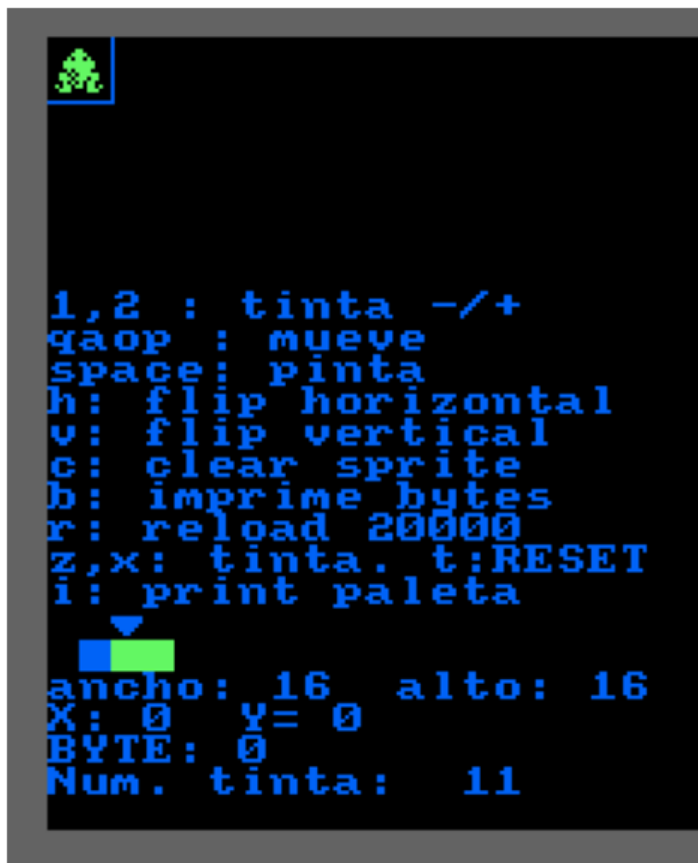 1,2 : tinta -/+
qaop : mueve
space: pinta
h: flip horizontal
v: flip vertical
c: clear sprite
b: imprime bytes
r: reload 20000
z,x: tinta. t:RESET
i: print paleta
ancho: 16 alto: 16
X: 0 Y= 0
BYTE: 0
Num. tinta: 11